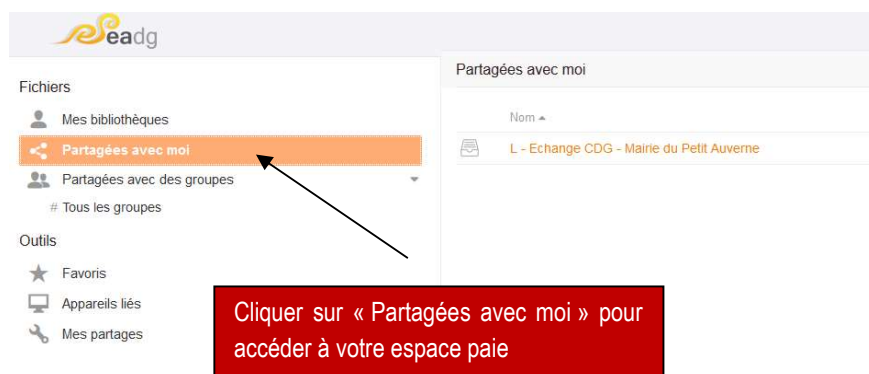 eadg
Fichiers
Mes bibliothèques
Partagées avec moi
Partagées avec des groupes
# Tous les groupes
Outils
Favoris
Appareils liés
Mes partages
Partagées avec moi
Nom
L - Echange CDG - Mairie du Petit Auverne
Cliquer sur « Partagées avec moi » pour
accéder à votre espace paie